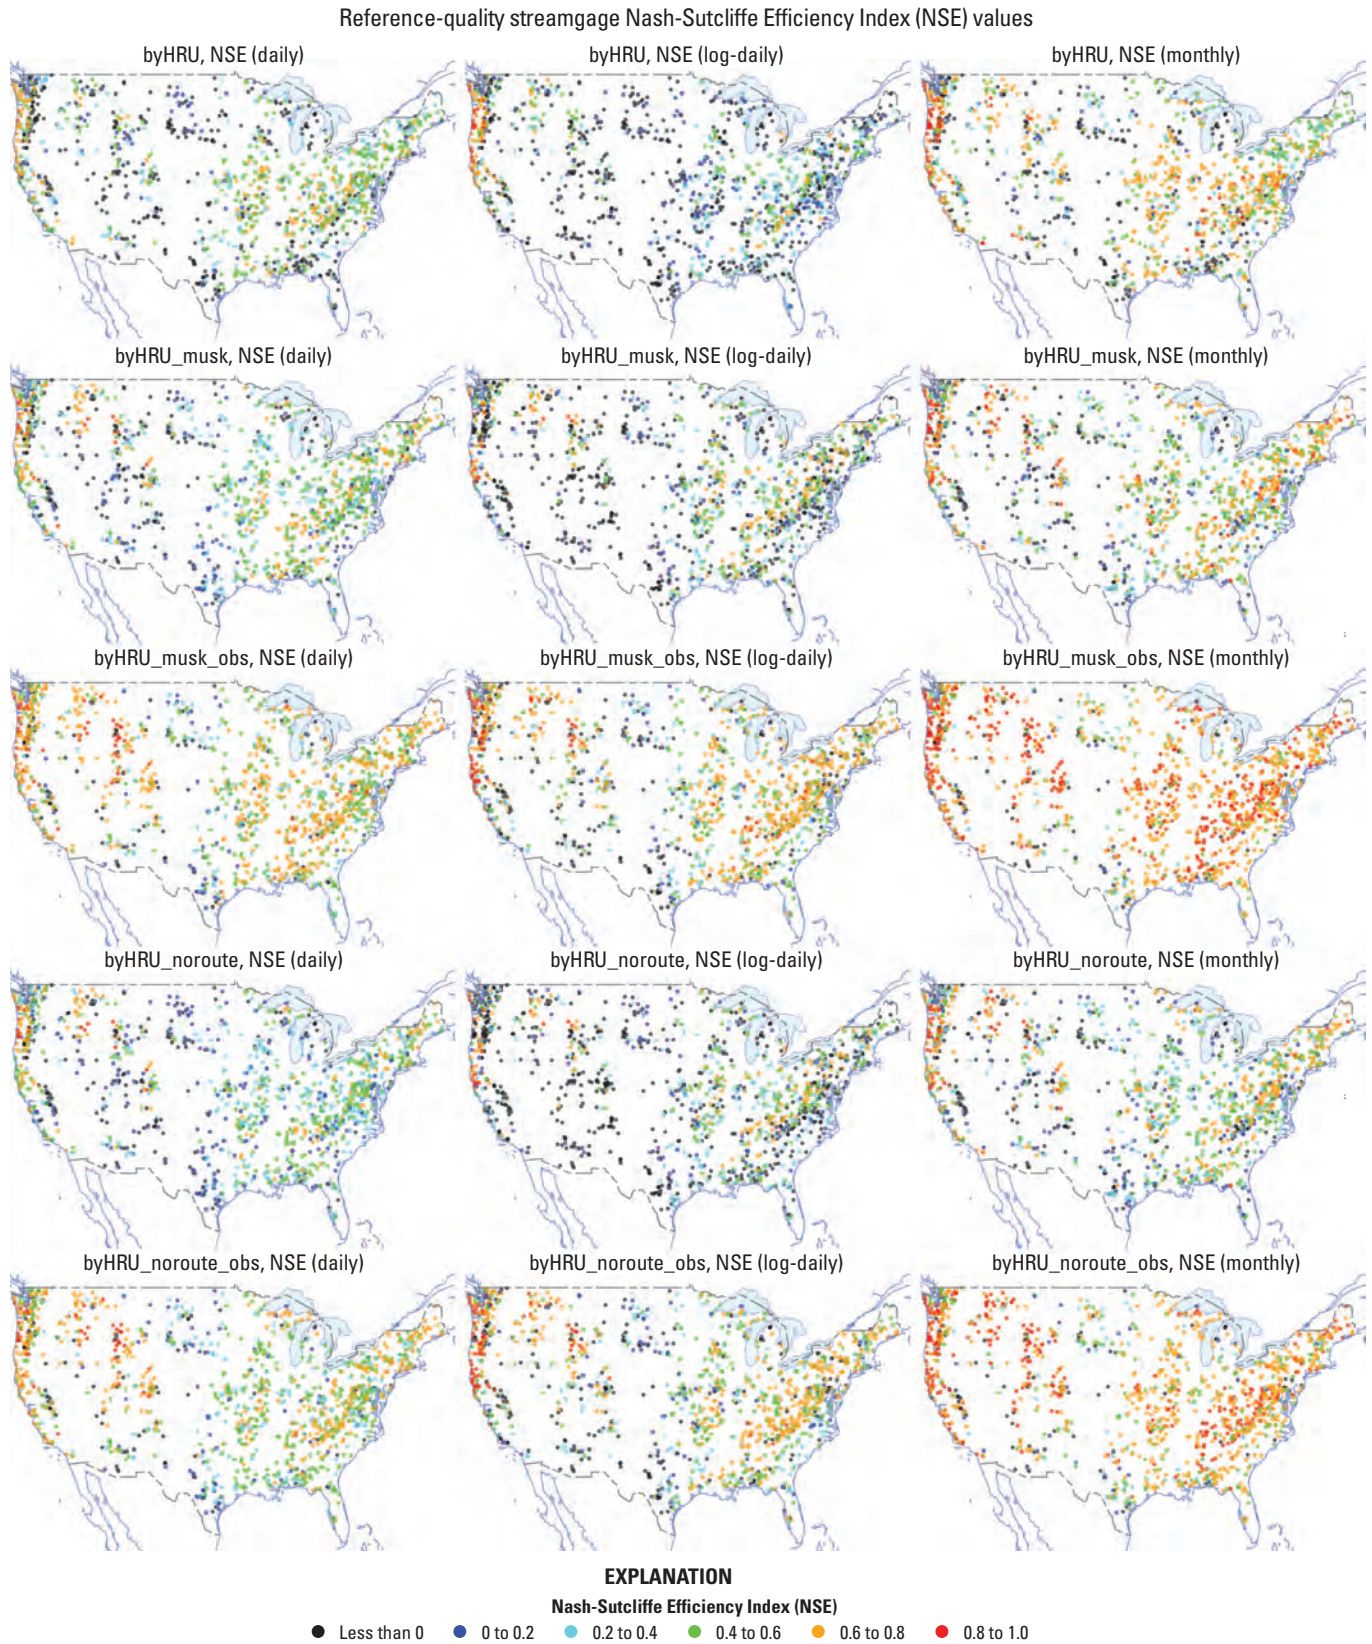 Reference-quality streamgage Nash-Sutcliffe Efficiency Index (NSE) values
byHRU, NSE (daily)
byHRU, NSE (log-daily)
byHRU, NSE (monthly)
byHRU_musk, NSE (daily)
byHRU_musk, NSE (log-daily)
byHRU_musk, NSE (monthly)
byHRU_musk_obs, NSE (daily)
byHRU_musk_obs, NSE (log-daily)
byHRU_musk_obs, NSE (monthly)
byHRU_noroute, NSE (daily)
byHRU_noroute, NSE (log-daily)
byHRU_noroute, NSE (monthly)
byHRU_noroute_obs, NSE (daily)
byHRU_noroute_obs, NSE (log-daily)
byHRU_noroute_obs, NSE (monthly)
EXPLANATION
Nash-Sutcliffe Efficiency Index (NSE)
Less than 0 0 to 0.2 0.2 to 0.4 0.4 to 0.6 0.6 to 0.8 0.8 to 1.0